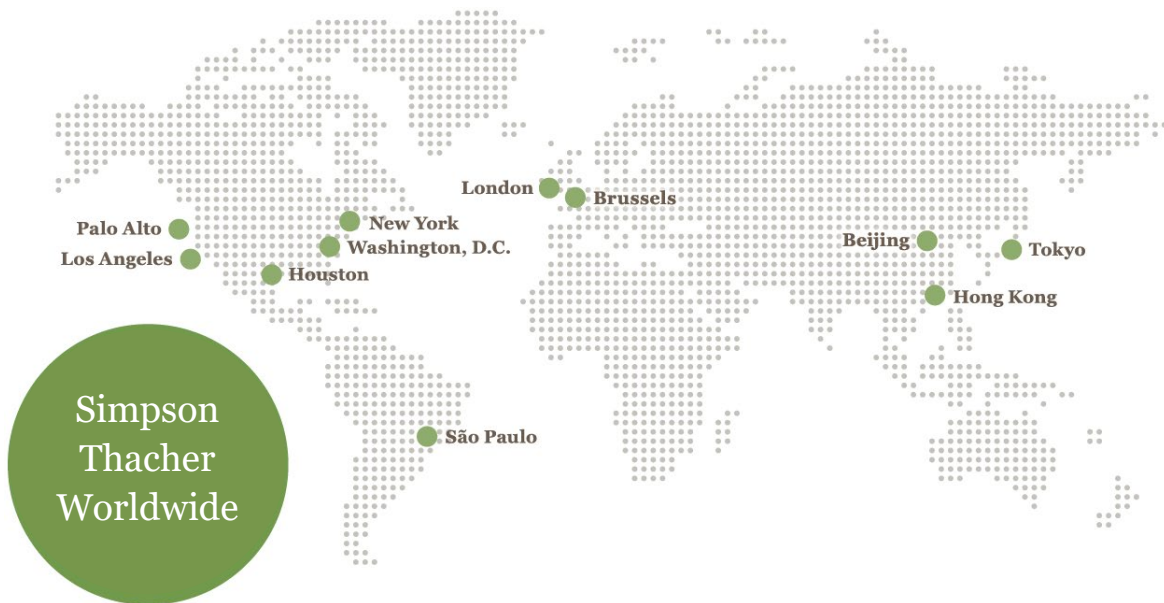 London
Brussels
New York
Palo Alto
Washington, D.C.
Beijing
Tokyo
Los Angeles
Houston
Hong Kong
Simpson
Thacher
Worldwide
São Paulo